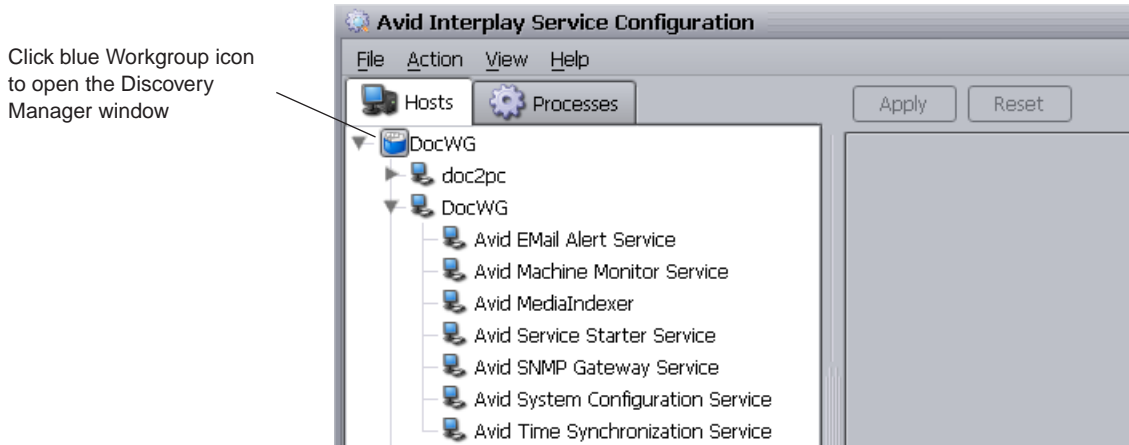 Click blue Workgroup icon
to open the Discovery
Manager window
Avid Interplay Service Configuration
File Action View Help
Hosts Processes Apply Reset
DocWG
doc2pc
DocWG
Avid EMail Alert Service
Avid Machine Monitor Service
Avid MediaIndexer
Avid Service Starter Service
Avid SNMP Gateway Service
Avid System Configuration Service
Avid Time Synchronization Service